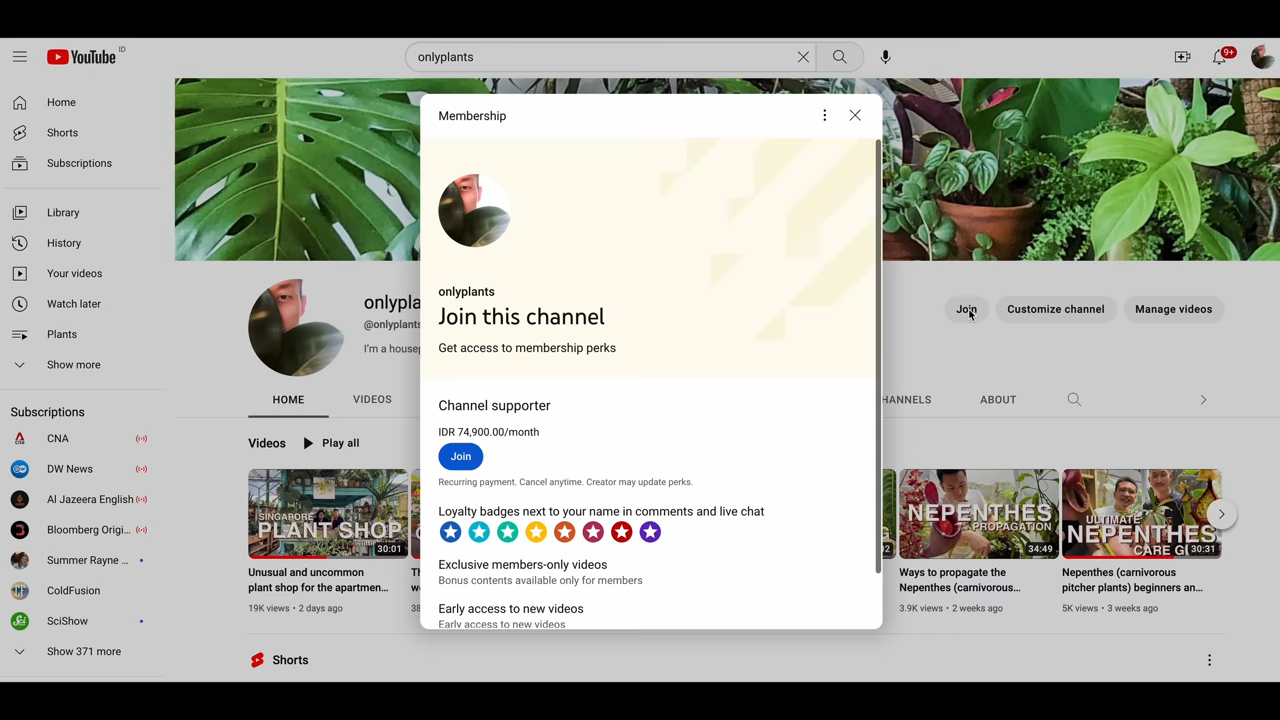 YouTube ID
onlyplants
9+
Home
Shorts
Subscriptions
Library
History
Your videos
Watch later
Plants
Show more
Subscriptions
CNA
DW News
Al Jazeera English
Bloomberg Origi...
Summer Rayne ...
ColdFusion
SciShow
Show 371 more
onlypla
@onlyplants
I'm a housep
Join
Customize channel
Manage videos
HOME
VIDEOS
HANNELS
ABOUT
Videos
Play all
SINGAPORE
PLANT SHOP
30:01
Unusual and uncommon
plant shop for the apartmen...
19K views • 2 days ago
Membership
onlyplants
Join this channel
Get access to membership perks
Channel supporter
IDR 74,900.00/month
Join
Recurring payment. Cancel anytime. Creator may update perks.
Loyalty badges next to your name in comments and live chat
Exclusive members-only videos
Bonus contents available only for members
Early access to new videos
Early access to new videos
NEPENTHES
PROPAGATION
34:49
Ways to propagate the
Nepenthes (carnivorous...
3.9K views • 2 weeks ago
ULTIMATE
NEPENTHES
CARE G
30:31
Nepenthes (carnivorous
pitcher plants) beginners an...
5K views • 3 weeks ago
Shorts